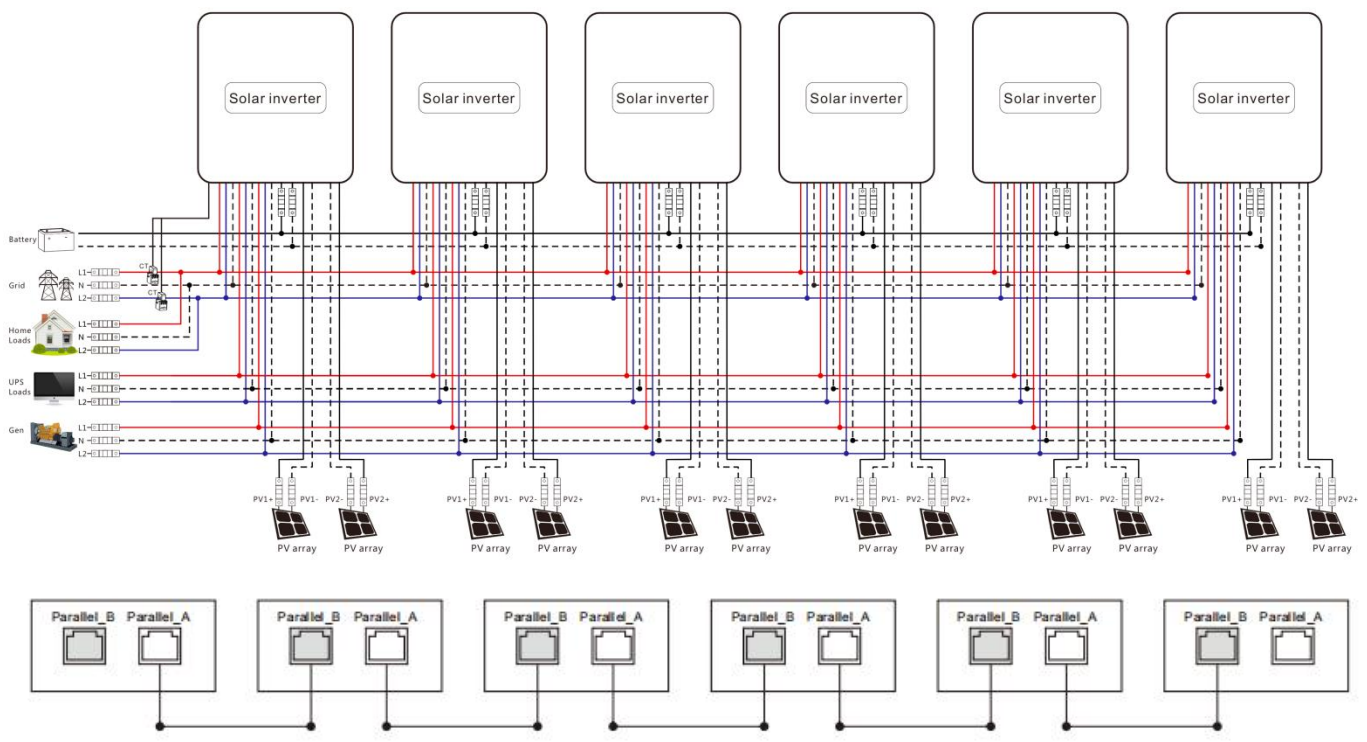 Solar inverter Solar inverter Solar inverter Solar inverter Solar inverter Solar inverter
Battery
CT
L1
Grid N
CT
L2
L1
Home Loads N
L2
L1
UPS Loads N
L2
L1
Gen N
L2
PV1+ PV1- PV2- PV2+ PV1+ PV1- PV2- PV2+ PV1+ PV1- PV2- PV2+ PV1+ PV1- PV2- PV2+ PV1+ PV1- PV2- PV2+ PV1+ PV1- PV2- PV2+
PV array PV array PV array PV array PV array PV array PV array PV array PV array PV array PV array PV array
Parallel_B Parallel_A Parallel_B Parallel_A Parallel_B Parallel_A Parallel_B Parallel_A Parallel_B Parallel_A Parallel_B Parallel_A